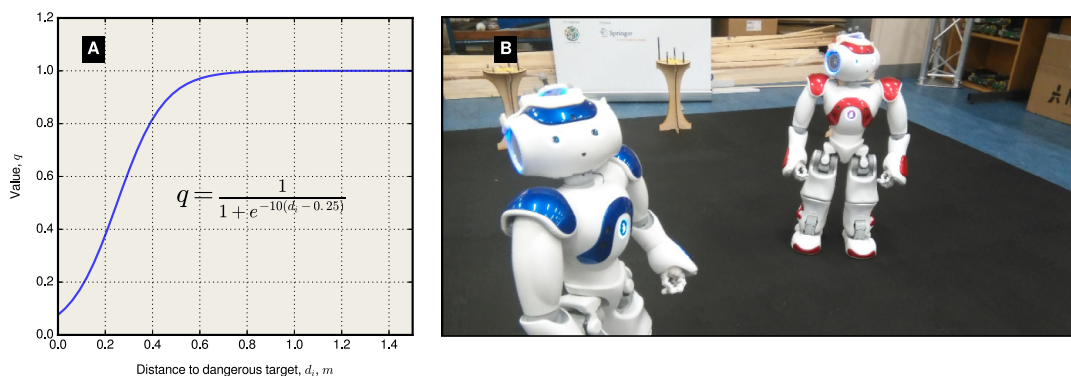 A
1.2
1.0
0.8
0.6
0.4
0.2
0.0
0.0 0.2 0.4 0.6 0.8 1.0 1.2 1.4
Value, q
Distance to dangerous target, d_i, m
q = 1 / (1 + e^{-10(d_i - 0.25)})
B
Springer